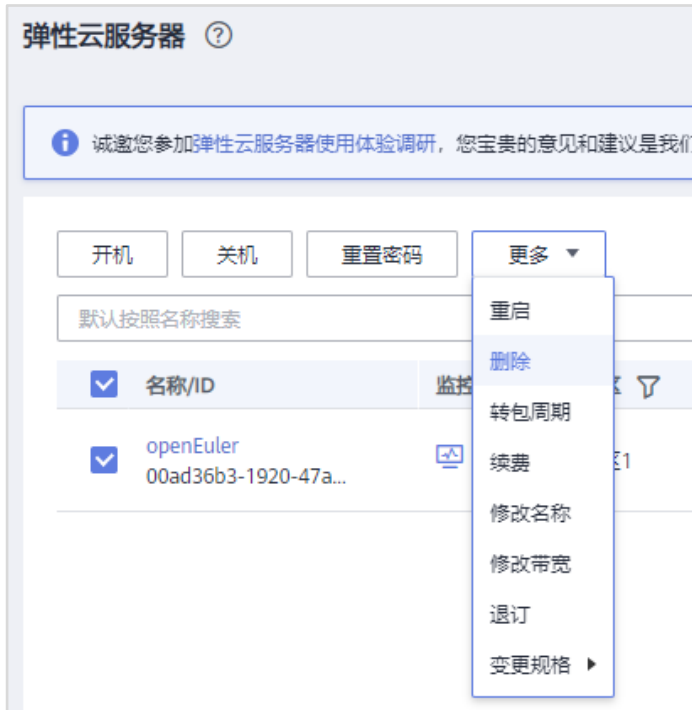 弹性云服务器
诚邀您参加弹性云服务器使用体验调研，您宝贵的意见和建议是我们
开机 关机 重置密码 更多
默认按照名称搜索
名称/ID 监控
openEuler
00ad36b3-1920-47a...
区1
重启
删除
转包周期
续费
修改名称
修改带宽
退订
变更规格